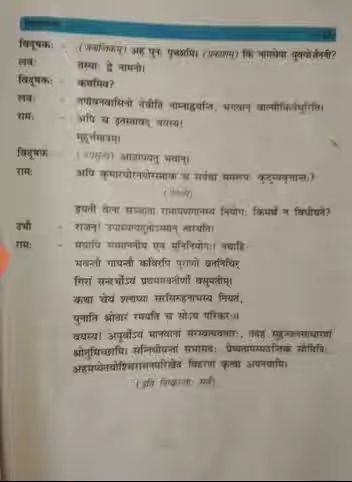 विदूषकः - (जनान्तिकम्) अहं पुनः पृच्छामि। (प्रकाशम्) किं नामधेया युवयोर्जननी?
लवः - तस्याः द्वे नामनी।
विदूषकः - कथमिव?
लवः - तपोवनवासिनो देवीति नाम्नाह्वयन्ति, भगवान् वाल्मीकिर्वधूरिति।
रामः - अपि च इतस्तावद् वयस्य!
मुहूर्त्तमात्रम्।
विदूषकः - (उपसृत्य) आज्ञापयतु भवान्।
रामः - अपि कुमारयोरनयोरस्माकं च सर्वथा समरूपः कुटुम्बवृत्तान्तः?
(नेपथ्ये)
इयती वेला सञ्जाता रामायणगानस्य नियोगः किमर्थं न विधीयते?
उभौ - राजन्! उपाध्यायदूतोऽस्मान् त्वरयति।
रामः - मयापि सम्माननीय एव मुनिनियोगः। तथाहि-
भवन्तौ गायन्तौ कविरपि पुराणो व्रतनिधिर्
गिरां सन्दर्भोऽयं प्रथममवतीर्णो वसुमतीम्।
कथा चेयं श्लाघ्या सरसिरुहनाभस्य नियतं,
पुनाति श्रोतारं रमयति च सोऽयं परिकरः॥
वयस्य! अपूर्वोऽयं मानवानां सरस्वत्यवतारः, तदहं सुहृज्जनसाधारणं
श्रोतुमिच्छामि। सन्निधीयन्तां सभासदः, प्रेष्यतामस्मदन्तिकं सौमित्रिः,
अहमप्येतयोश्चिरासनपरिखेदं विहरणं कृत्वा अपनयामि।
(इति निष्क्रान्ताः सर्वे)